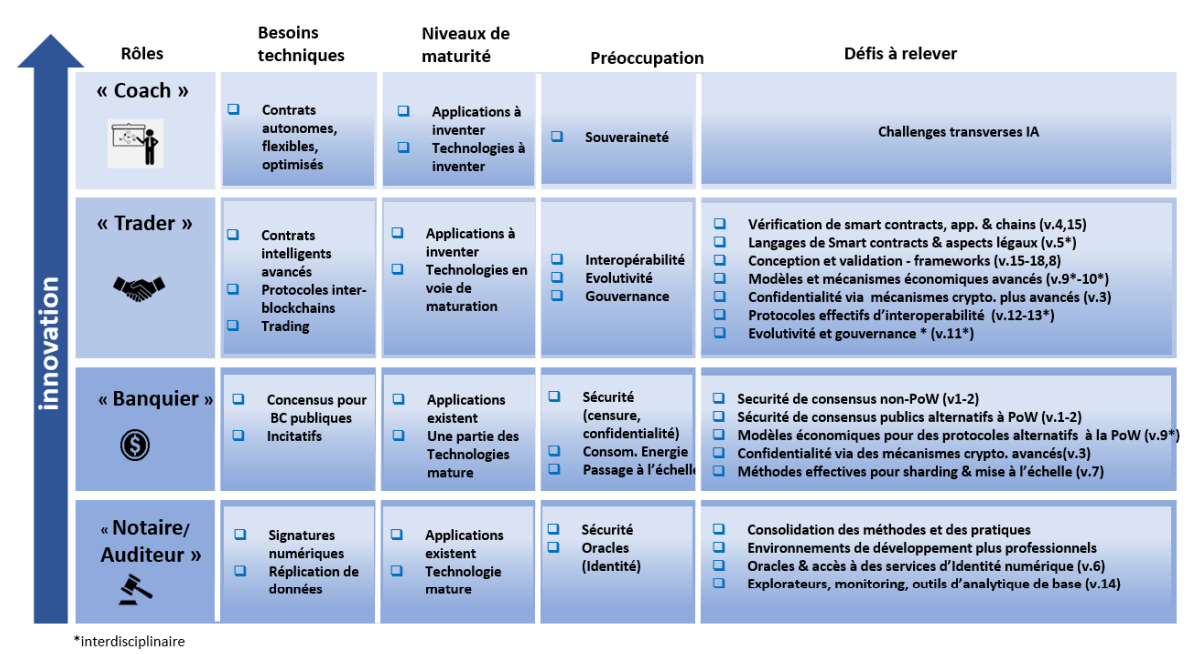 Rôles
Besoins
techniques
Niveaux de
maturité
Préoccupation
Défis à relever
innovation
« Coach »
Contrats
autonomes,
flexibles,
optimisés
Applications à
inventer
Technologies à
inventer
Souveraineté
Challenges transverses IA
« Trader »
Contrats
intelligents
avancés
Protocoles inter-
blockchains
Trading
Applications à
inventer
Technologies en
voie de
maturation
Interopérabilité
Evolutivité
Gouvernance
Vérification de smart contracts, app. & chains (v.4,15)
Langages de Smart contracts & aspects légaux (v.5*)
Conception et validation - frameworks (v.15-18,8)
Modèles et mécanismes économiques avancés (v.9*-10*)
Confidentialité via mécanismes crypto. plus avancés (v.3)
Protocoles effectifs d’interoperabilité (v.12-13*)
Evolutivité et gouvernance * (v.11*)
« Banquier »
Concensus pour
BC publiques
Incitatifs
Applications
existent
Une partie des
Technologies
mature
Sécurité
(censure,
confidentialité)
Consom. Energie
Passage à l’échelle
Securité de consensus non-PoW (v1-2)
Sécurité de consensus publics alternatifs à PoW (v.1-2)
Modèles économiques pour des protocoles alternatifs à la PoW (v.9*)
Confidentialité via des mécanismes crypto. avancés(v.3)
Méthodes effectives pour sharding & mise à l’échelle (v.7)
« Notaire/
Auditeur »
Signatures
numériques
Réplication de
données
Applications
existent
Technologie
mature
Sécurité
Oracles
(Identité)
Consolidation des méthodes et des pratiques
Environnements de développement plus professionnels
Oracles & accès à des services d’Identité numérique (v.6)
Explorateurs, monitoring, outils d’analytique de base (v.14)
*interdisciplinaire